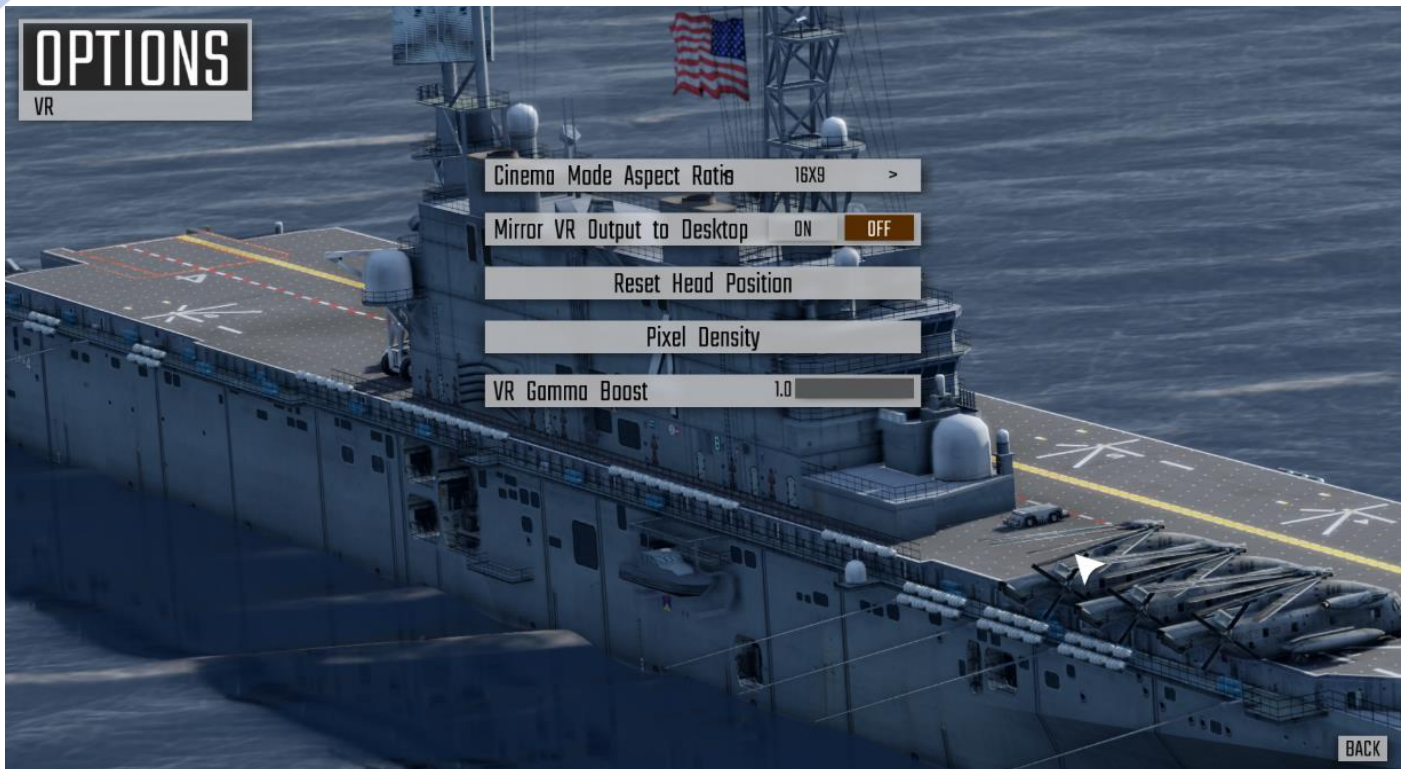 OPTIONS
VR
Cinema Mode Aspect Ratio < 16X9 >
Mirror VR Output to Desktop ON OFF
Reset Head Position
Pixel Density
VR Gamma Boost 1.0
BACK